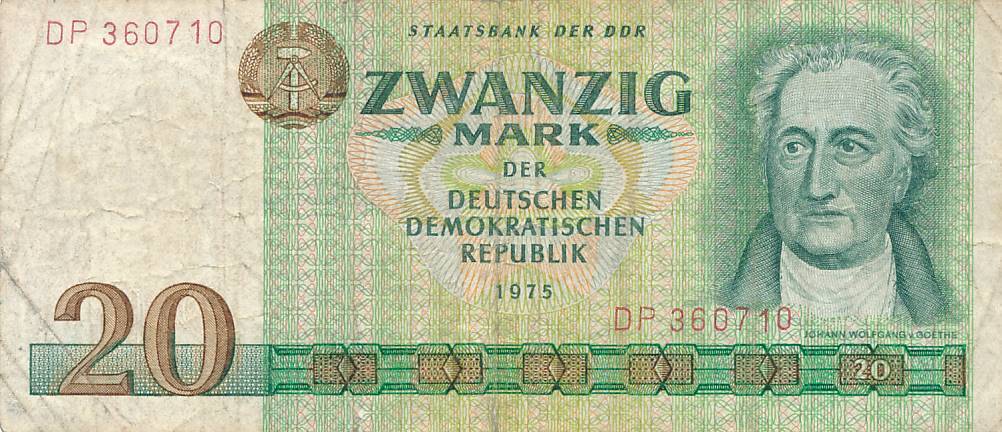 DP 360710
STAATSBANK DER DDR
ZWANZIG
MARK
DER
DEUTSCHEN
DEMOKRATISCHEN
REPUBLIK
1975
DP 360710
JOHANN WOLFGANG v. GOETHE
20
20